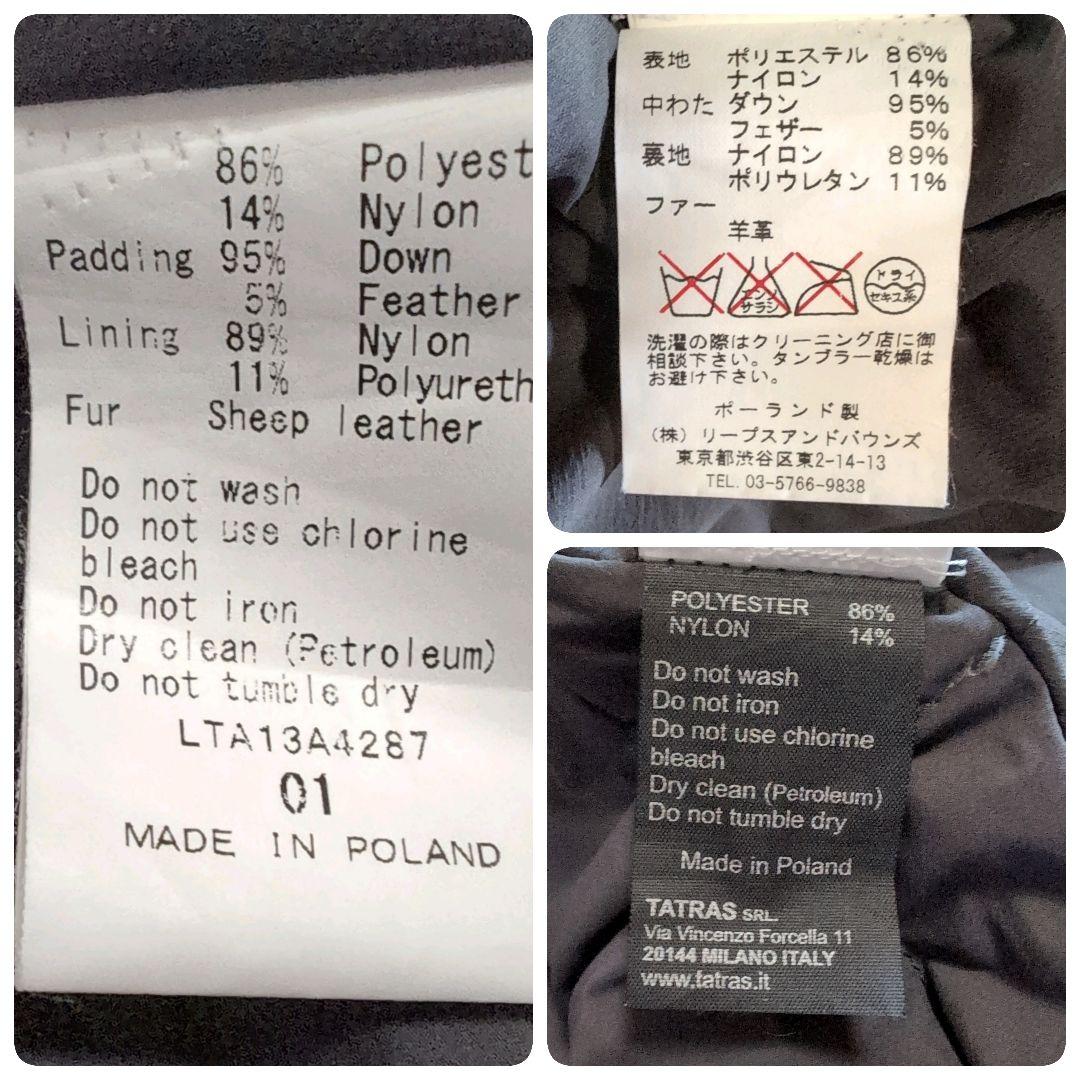 86% Polyest
14% Nylon
Padding 95% Down
5% Feather
Lining 89% Nylon
11% Polyureth
Fur Sheep leather
Do not wash
Do not use chlorine
bleach
Do not iron
Dry clean (Petroleum)
Do not tumble dry
LTA13A4287
01
MADE IN POLAND
表地 ポリエステル 86%
ナイロン 14%
中わた ダウン 95%
フェザー 5%
裏地 ナイロン 89%
ポリウレタン 11%
ファー
羊革
エンソ
サラシ
ドライ
セキユ系
洗濯の際はクリーニング店に御
相談下さい。タンブラー乾燥は
お避け下さい。
ポーランド製
(株)リープスアンドバウンズ
東京都渋谷区東2-14-13
TEL. 03-5766-9838
POLYESTER 86%
NYLON 14%
Do not wash
Do not iron
Do not use chlorine
bleach
Dry clean (Petroleum)
Do not tumble dry
Made in Poland
TATRAS SRL.
Via Vincenzo Forcella 11
20144 MILANO ITALY
www.tatras.it